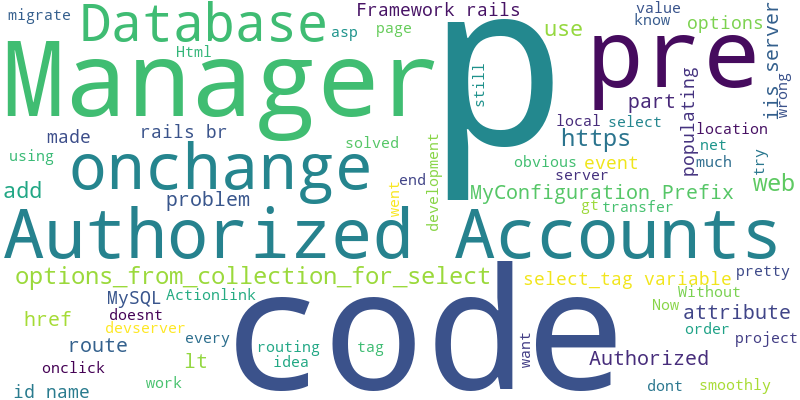 migrate
Database
Html
asp
Framework rails
page
still
use
value
know
options
iis server
wrong
Manager
p
pre
part
populating
made
rails br
solved
local
select
location
https
net
much
using
onchange
development
obvious
event
try
server
add
problem
end
went
MyConfiguration Prefix
web
gt
transfer
Authorized Accounts
options_from_collection_for_select
select_tag variable
pretty
MySQL
Actionlink
code
Without
Now
attribute
href
doesnt
devserver
order
route
every
routing
tag
want
project
onclick
lt
idea
Authorized
id name
work
dont
smoothly